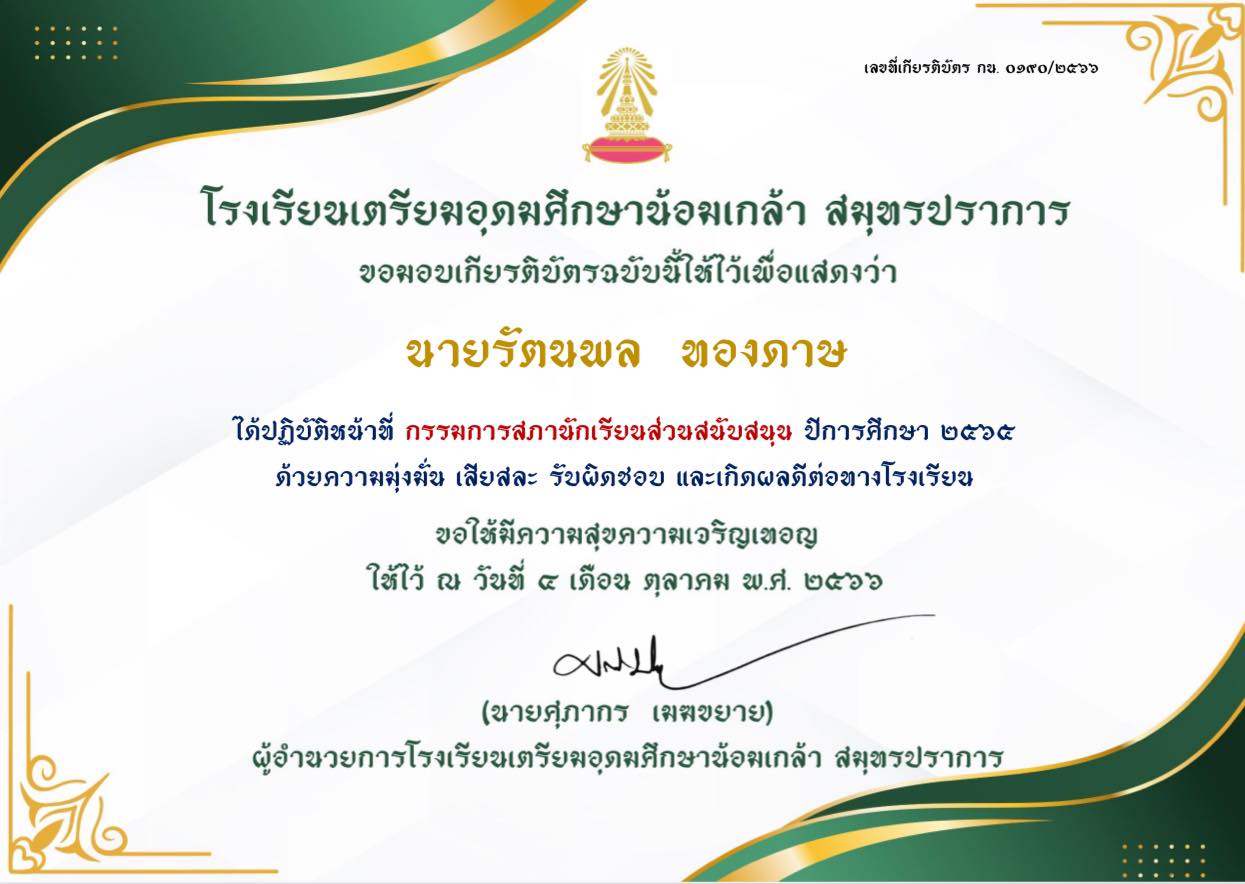 เลขที่เกียรติบัตร กน. ๐๑๙๐/๒๕๖๖
โรงเรียนเตรียมอุดมศึกษาน้อมเกล้า สมุทรปราการ
ขอมอบเกียรติบัตรฉบับนี้ให้ไว้เพื่อแสดงว่า
นายรัตนพล ทองดาษ
ได้ปฏิบัติหน้าที่ กรรมการสภานักเรียนส่วนสนับสนุน ปีการศึกษา ๒๕๖๕
ด้วยความมุ่งมั่น เสียสละ รับผิดชอบ และเกิดผลดีต่อทางโรงเรียน
ขอให้มีความสุขความเจริญเทอญ
ให้ไว้ ณ วันที่ ๔ เดือน ตุลาคม พ.ศ. ๒๕๖๖
(นายศุภากร เมฆขยาย)
ผู้อำนวยการโรงเรียนเตรียมอุดมศึกษาน้อมเกล้า สมุทรปราการ